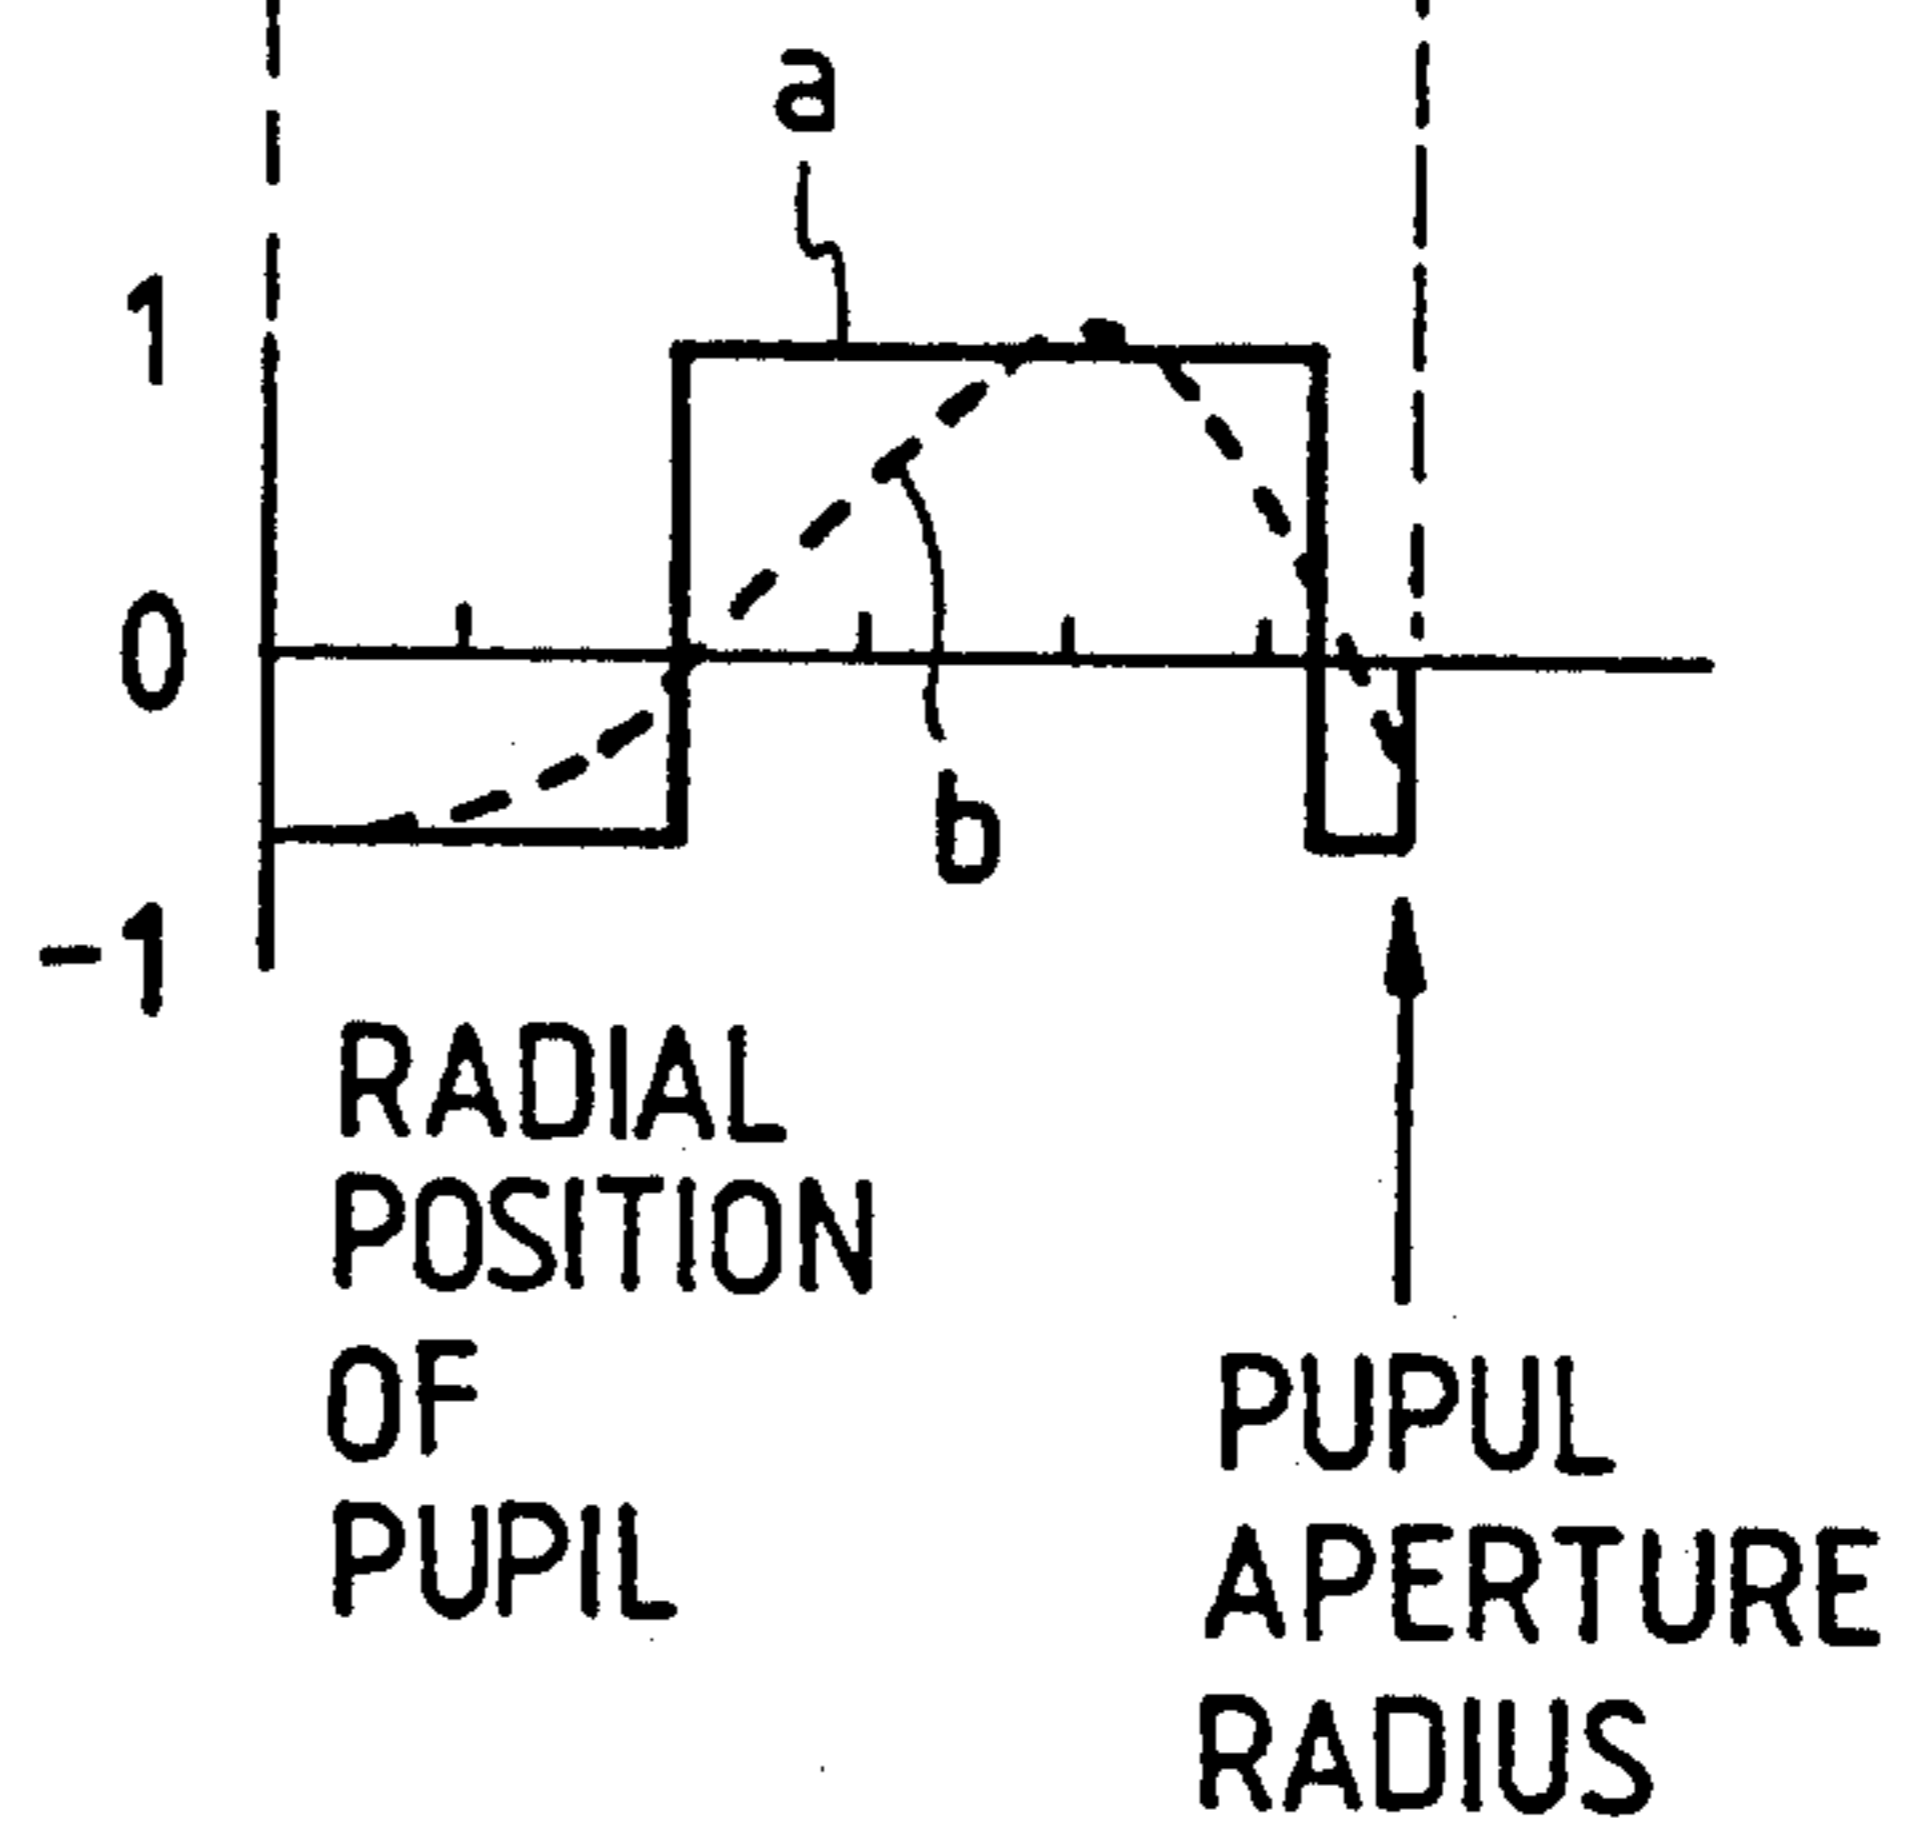 a
1
0
b
-1
RADIAL
POSITION
OF
PUPIL
PUPUL
APERTURE
RADIUS